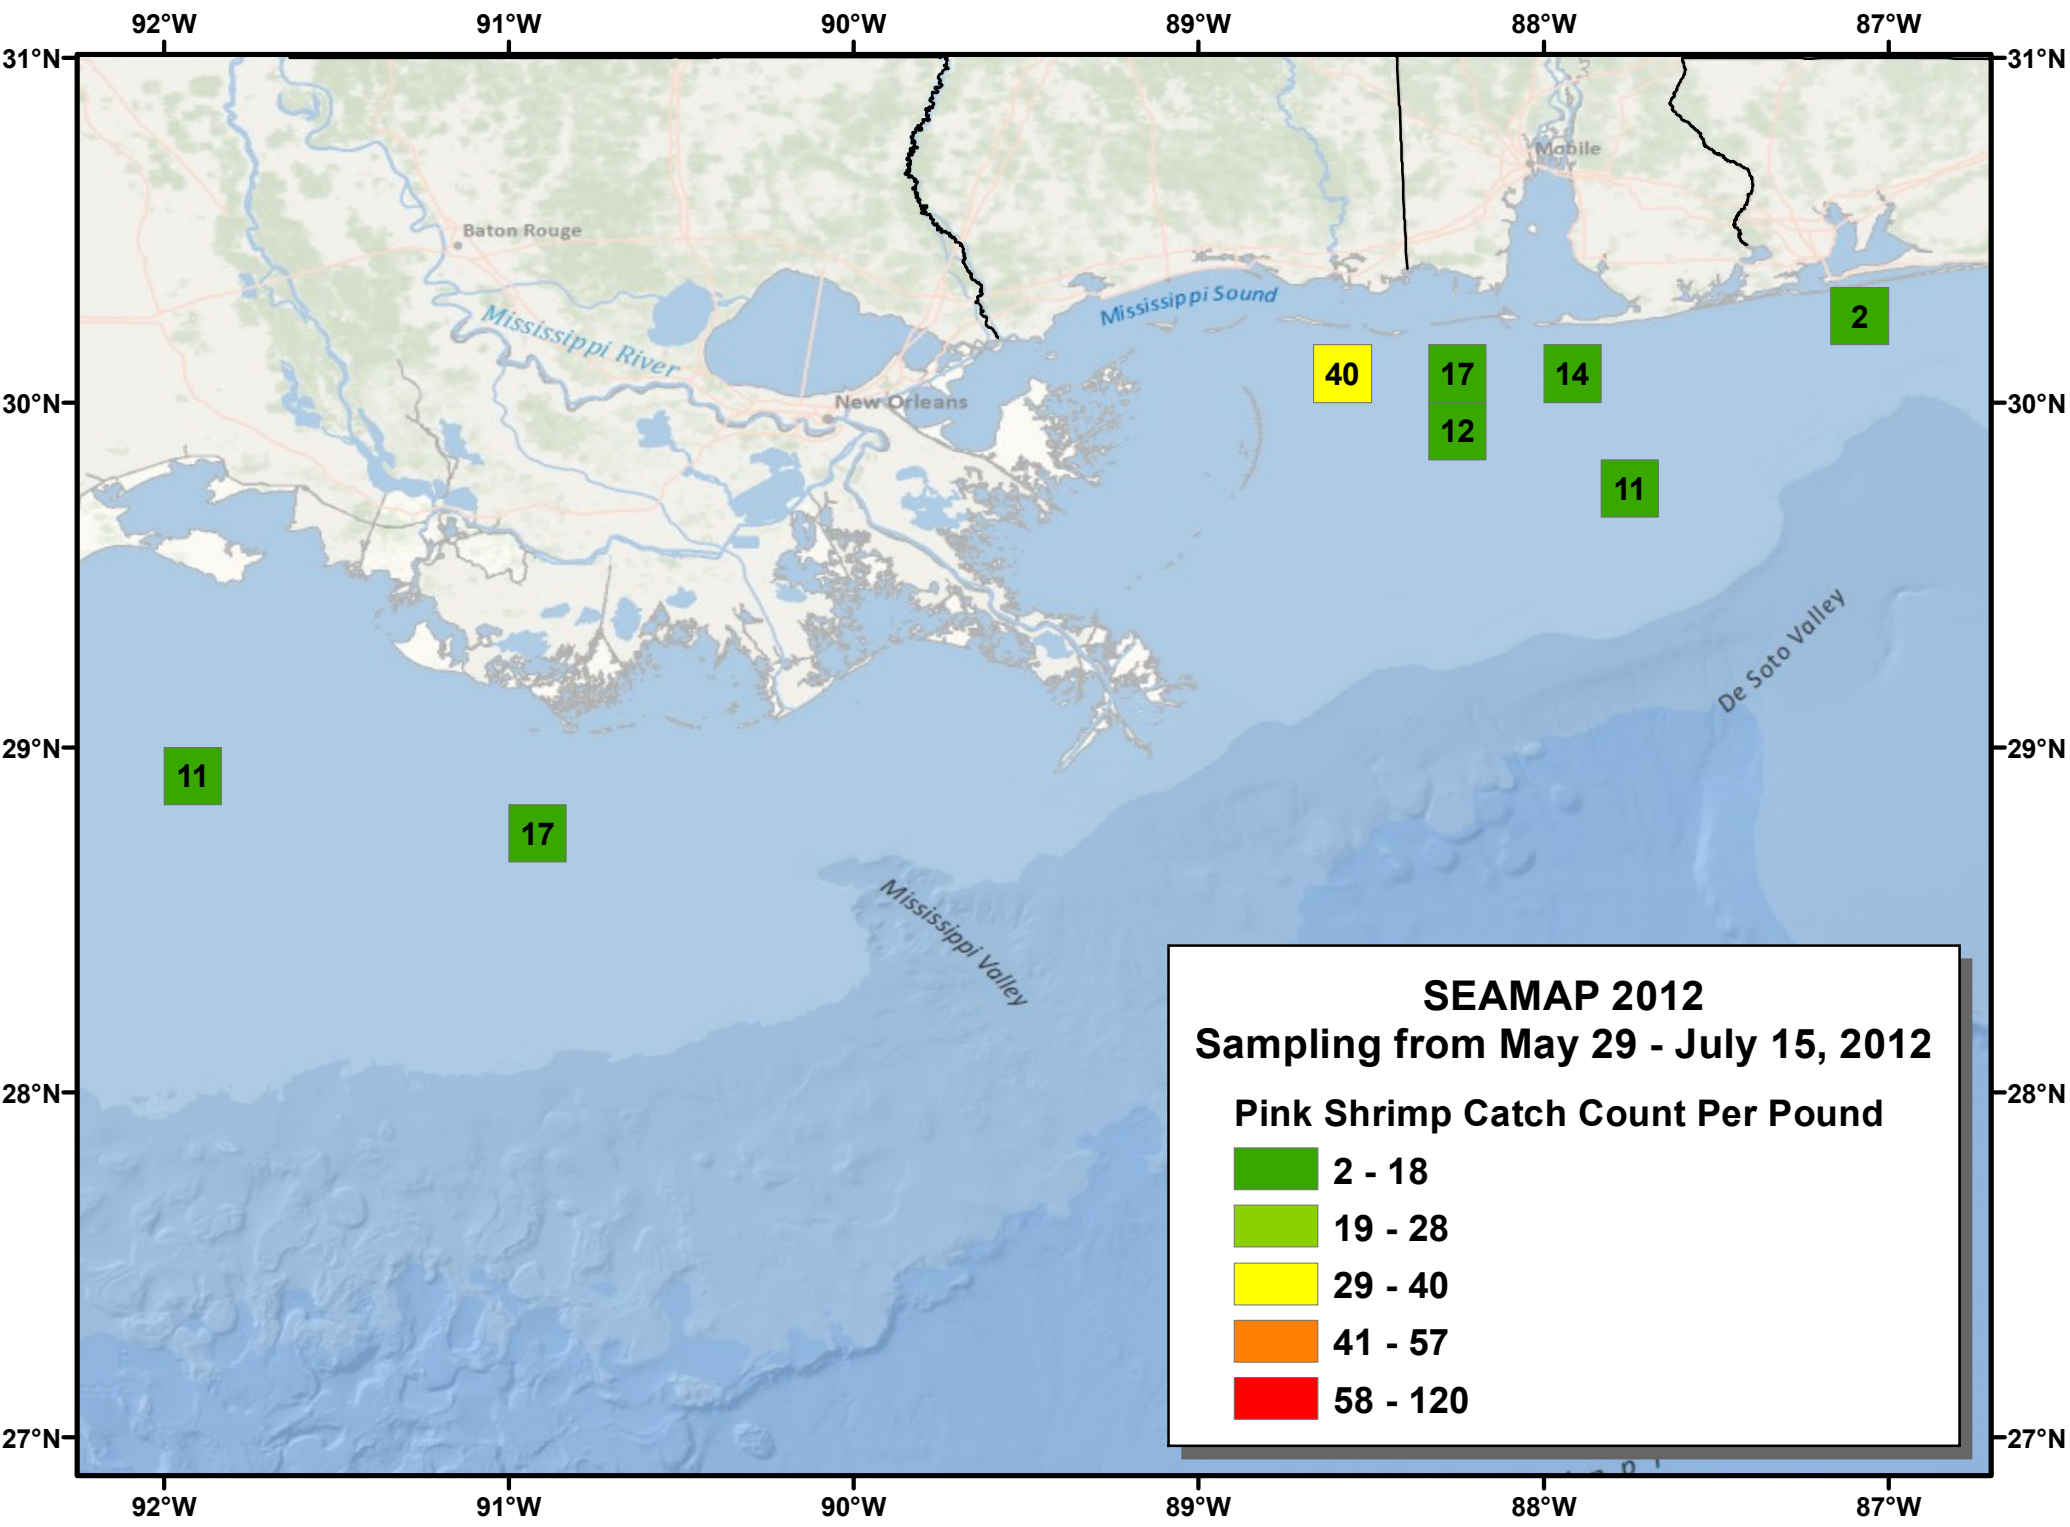 92°W 91°W 90°W 89°W 88°W 87°W
31°N 31°N
Mobile
Baton Rouge
Mississippi Sound
Mississippi River
2
40 17 14
New Orleans
30°N 30°N
12
11
De Soto Valley
29°N 29°N
11
17
Mississippi Valley
SEAMAP 2012
Sampling from May 29 - July 15, 2012
28°N 28°N
Pink Shrimp Catch Count Per Pound
2 - 18
19 - 28
29 - 40
41 - 57
58 - 120
27°N 27°N
92°W 91°W 90°W 89°W 88°W 87°W